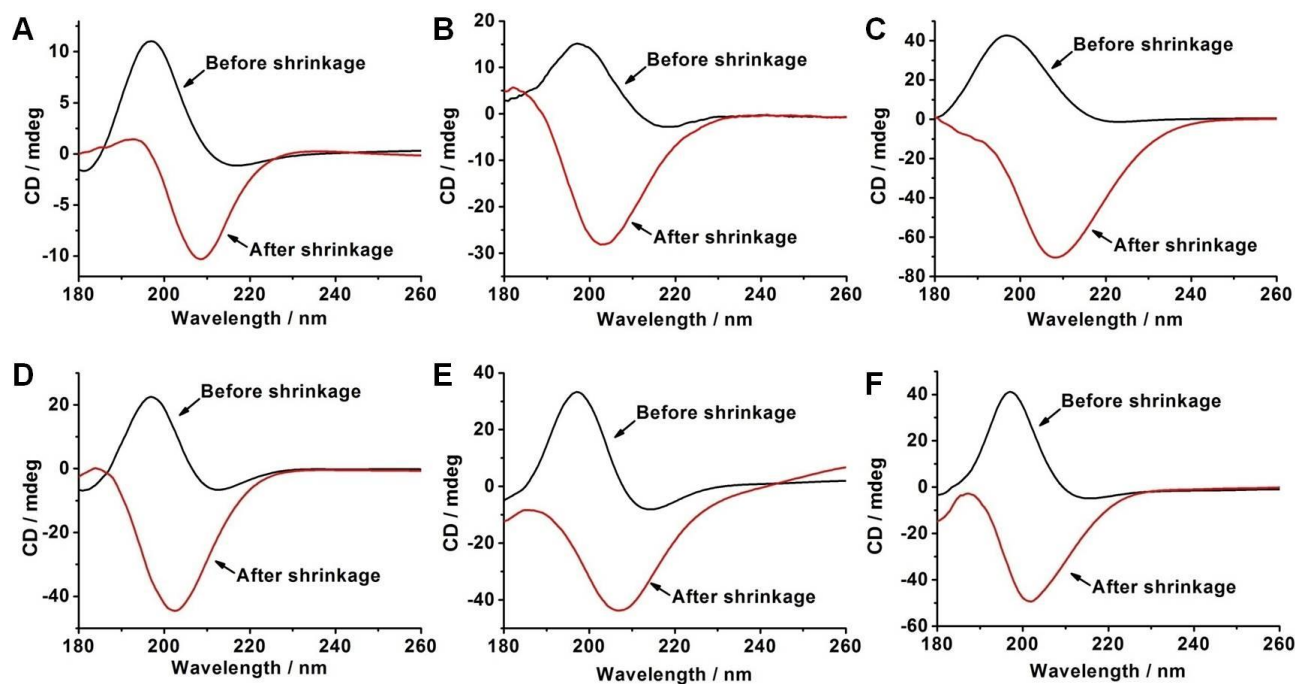 A
CD / mdeg
10
5
0
-5
-10
Before shrinkage
After shrinkage
180 200 220 240 260
Wavelength / nm
B
CD / mdeg
20
10
0
-10
-20
-30
Before shrinkage
After shrinkage
180 200 220 240 260
Wavelength / nm
C
CD / mdeg
40
20
0
-20
-40
-60
-80
Before shrinkage
After shrinkage
180 200 220 240 260
Wavelength / nm
D
CD / mdeg
20
0
-20
-40
Before shrinkage
After shrinkage
180 200 220 240 260
Wavelength / nm
E
CD / mdeg
40
20
0
-20
-40
Before shrinkage
After shrinkage
180 200 220 240 260
Wavelength / nm
F
CD / mdeg
40
20
0
-20
-40
-60
Before shrinkage
After shrinkage
180 200 220 240 260
Wavelength / nm